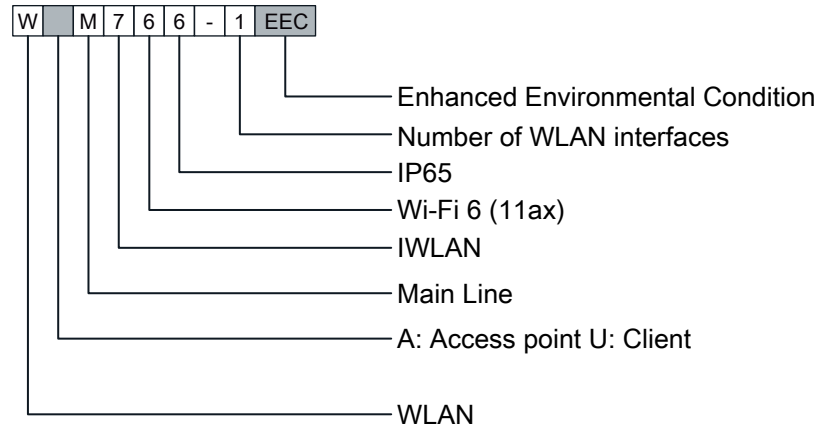 W M 7 6 6 - 1 EEC
Enhanced Environmental Condition
Number of WLAN interfaces
IP65
Wi-Fi 6 (11ax)
IWLAN
Main Line
A: Access point U: Client
WLAN